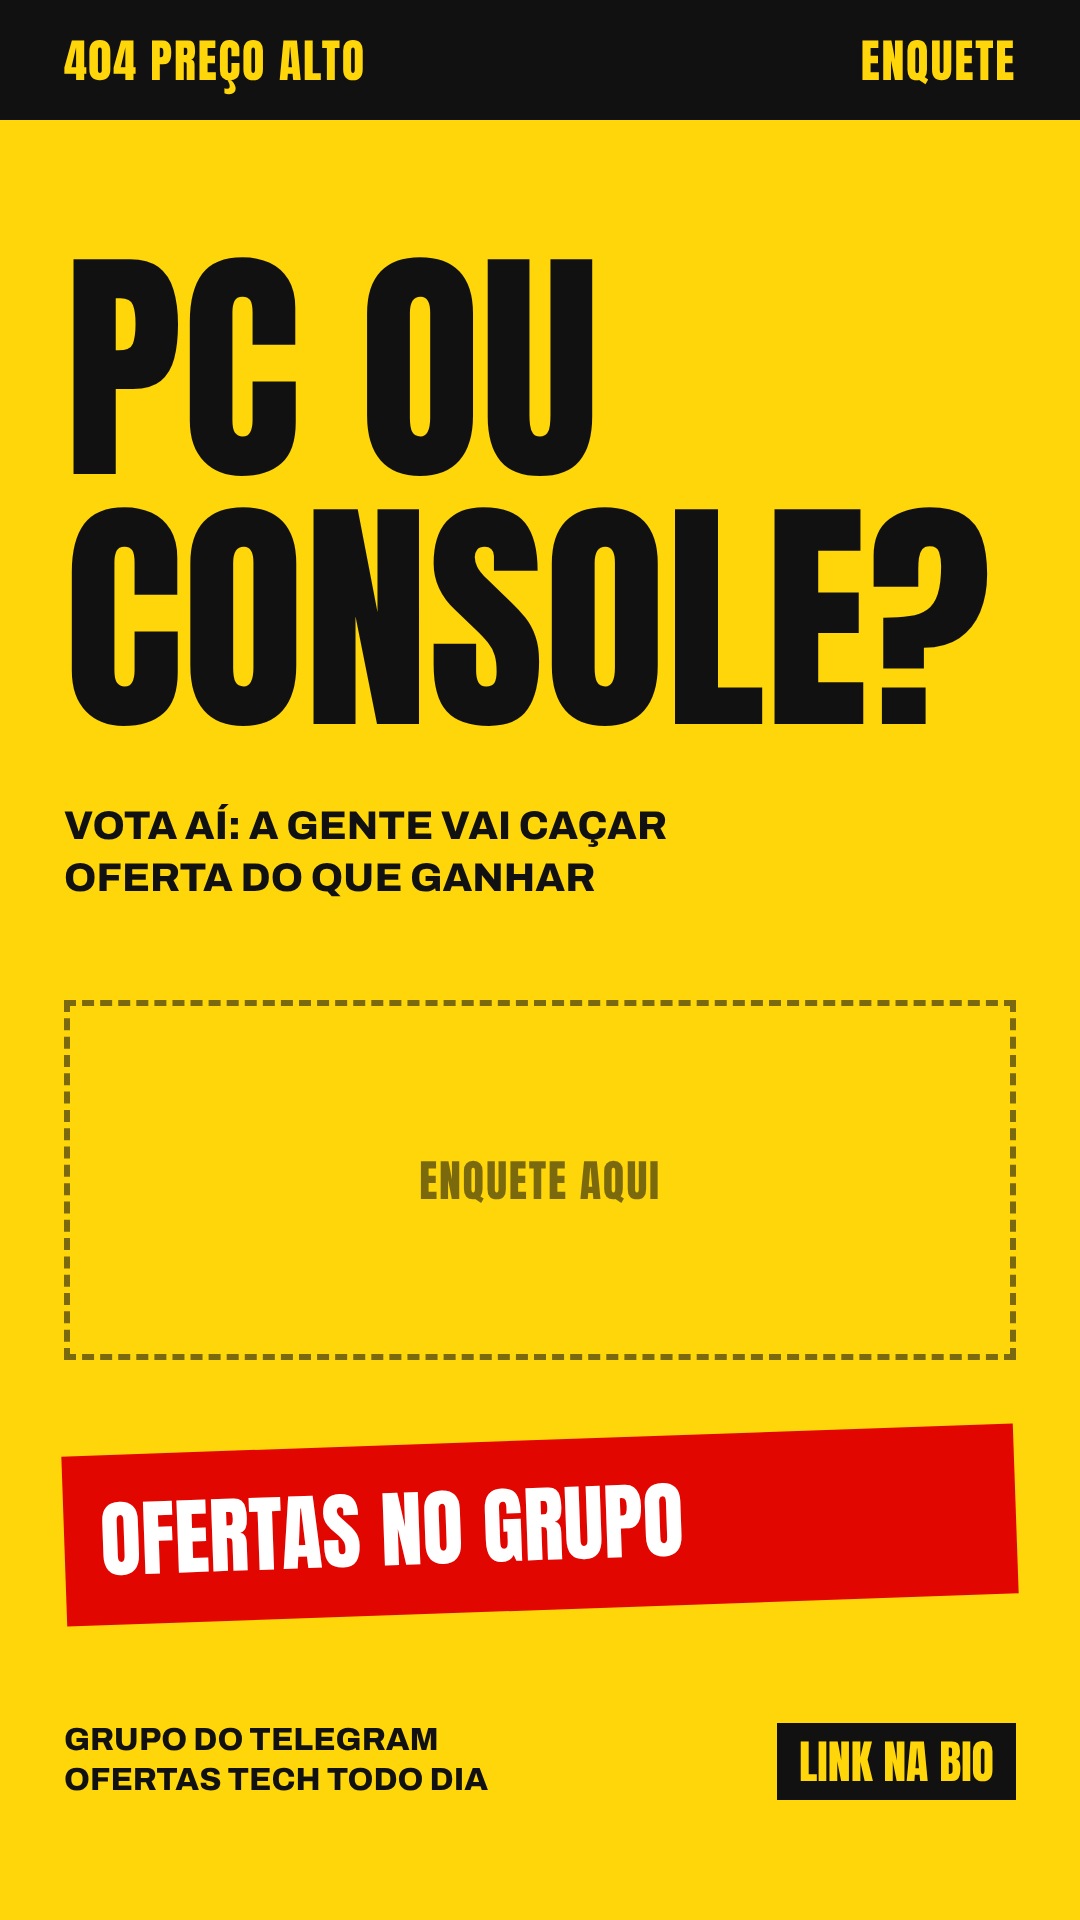 404 PREÇO ALTO
ENQUETE
PC OU
CONSOLE?
VOTA AÍ: A GENTE VAI CAÇAR
OFERTA DO QUE GANHAR
ENQUETE AQUI
OFERTAS NO GRUPO
GRUPO DO TELEGRAM
OFERTAS TECH TODO DIA
LINK NA BIO